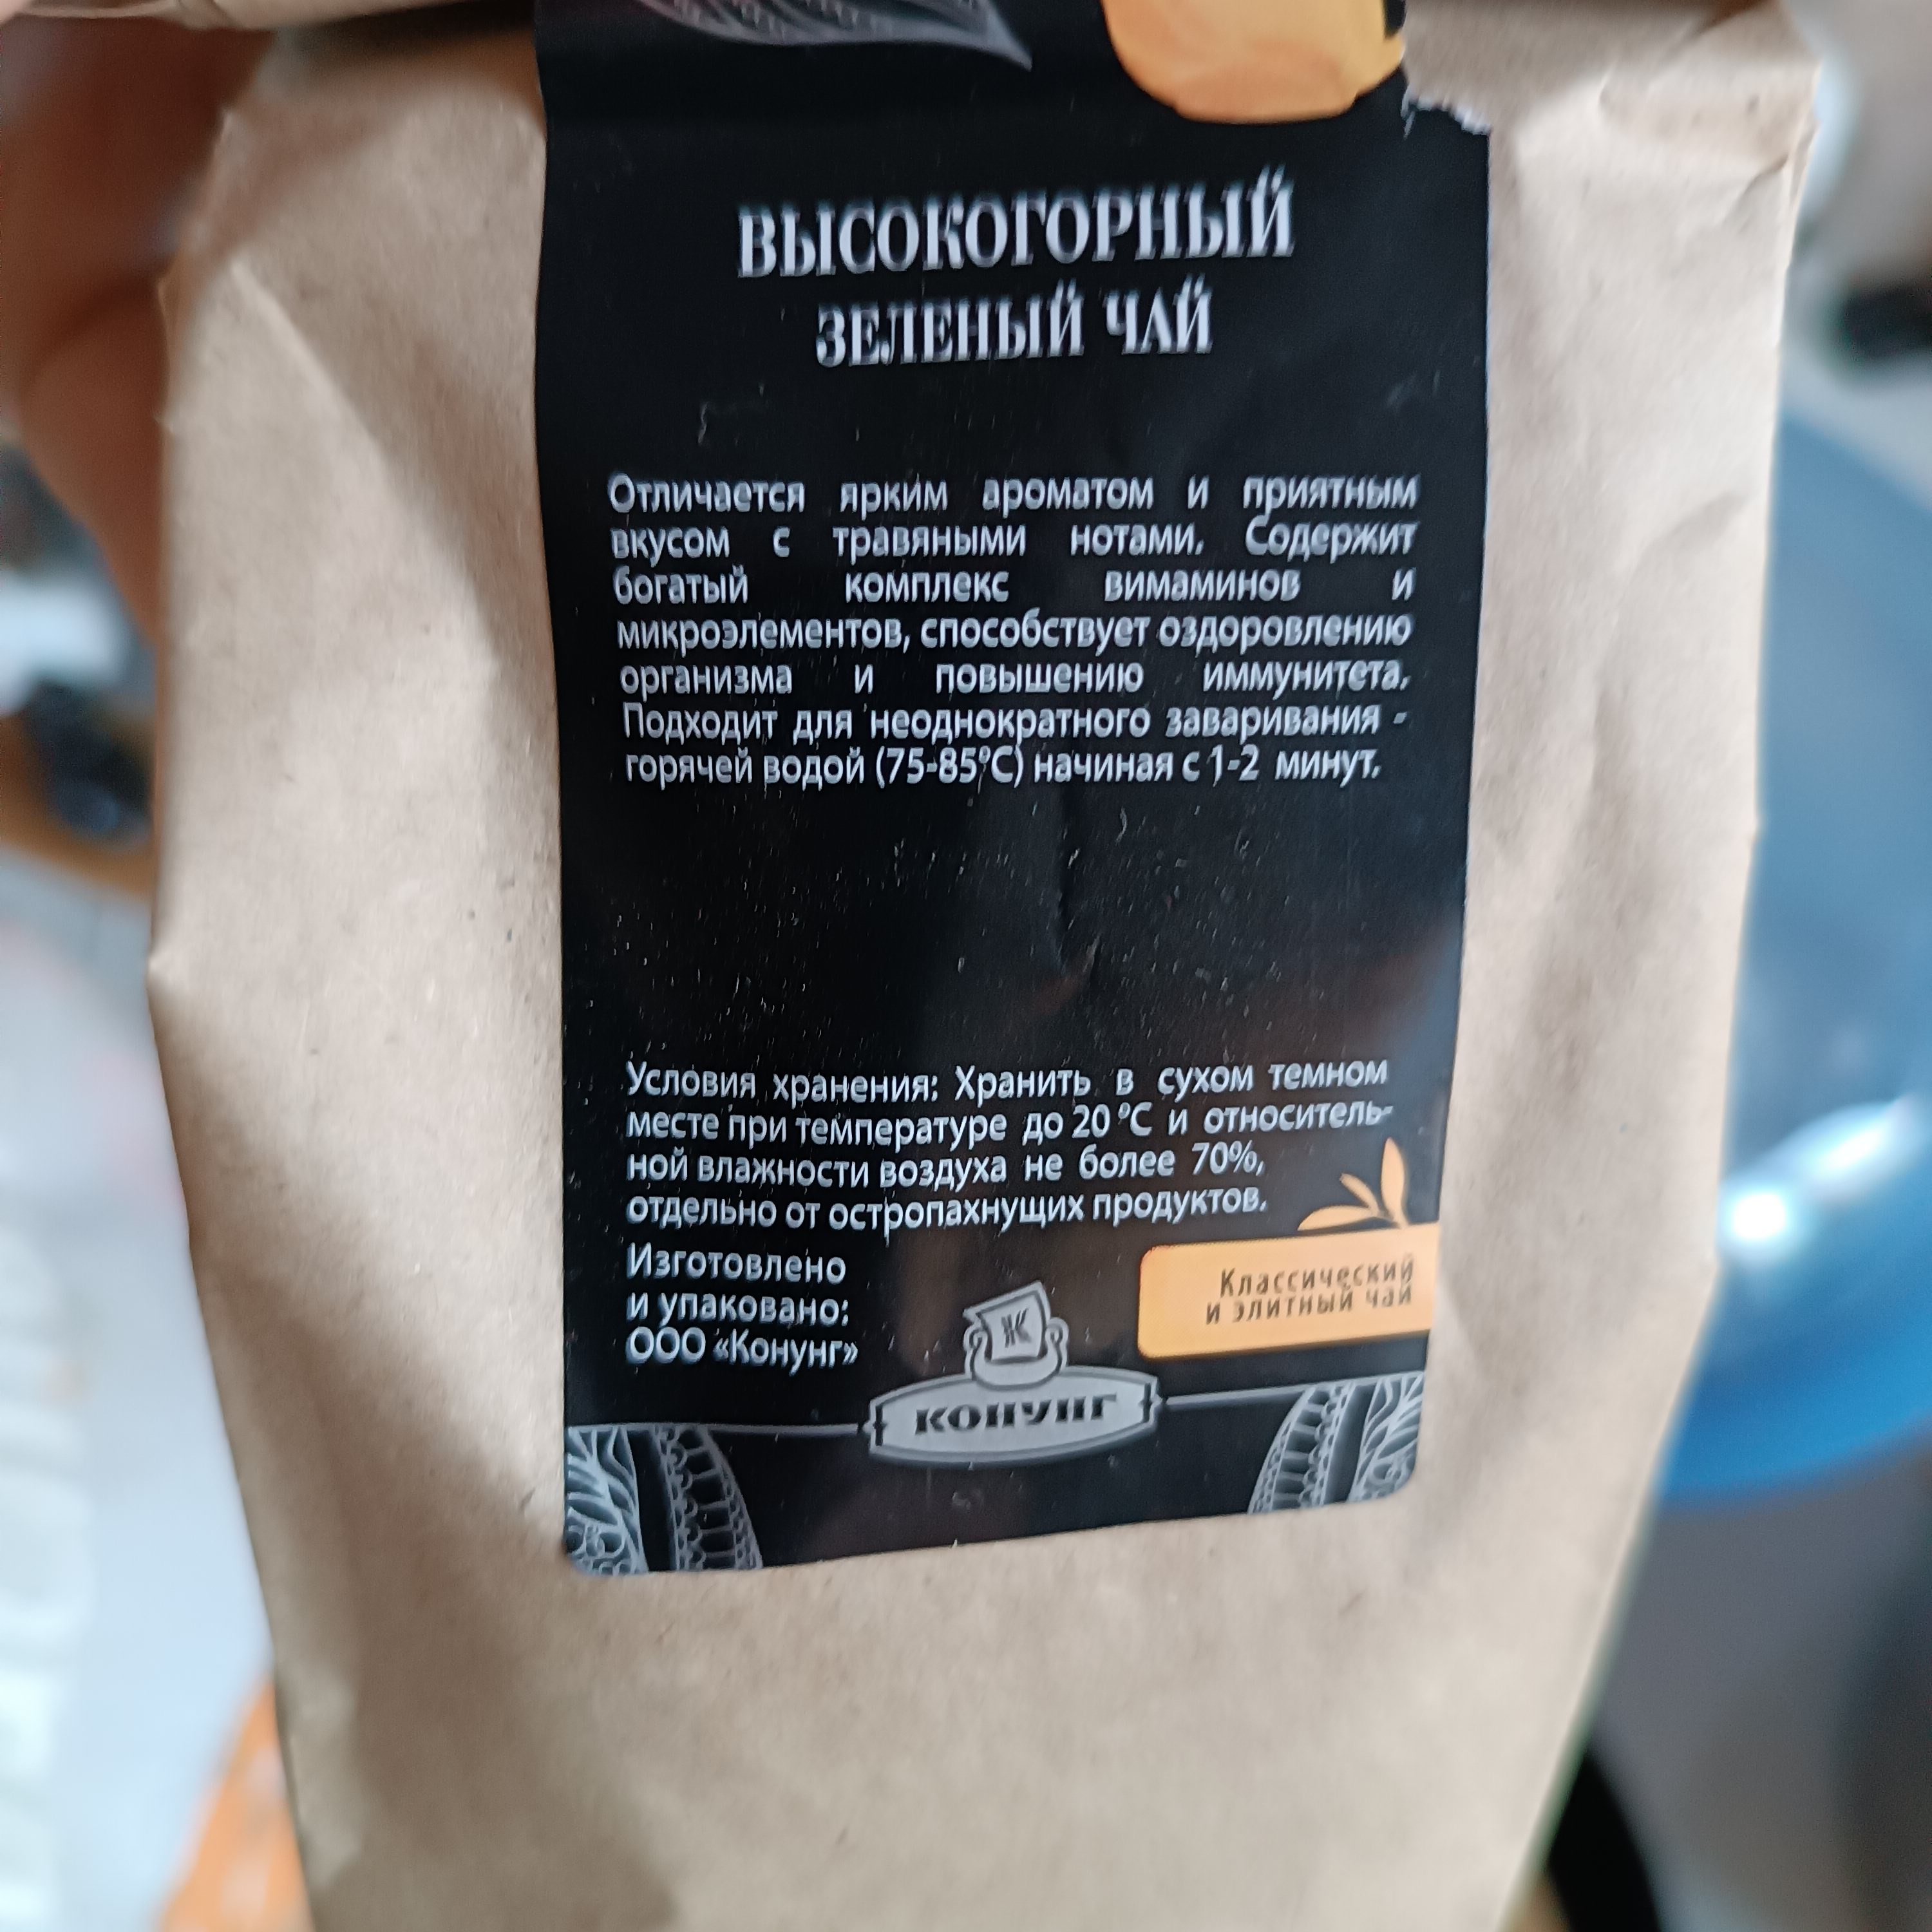 ВЫСОКОГОРНЫЙ
ЗЕЛЕНЫЙ ЧАЙ
Отличается ярким ароматом и приятным
вкусом с травяными нотами. Содержит
богатый комплекс вимаминов и
микроэлементов, способствует оздоровлению
организма и повышению иммунитета.
Подходит для неоднократного заваривания -
горячей водой (75-85°С) начиная с 1-2 минут.
Условия хранения: Хранить в сухом темном
месте при температуре до 20 °С и относитель-
ной влажности воздуха не более 70%,
отдельно от остропахнущих продуктов.
Изготовлено
и упаковано:
ООО «Конунг»
Классический
и элитный чай
К
КОНУНГ